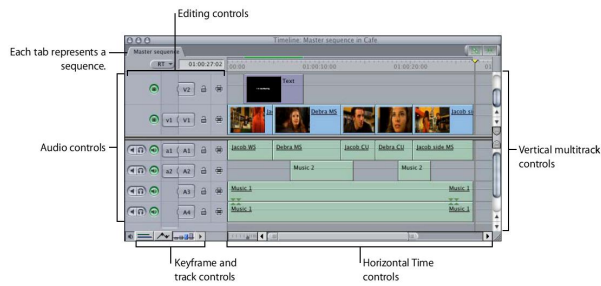 Editing controls
Timeline: Master sequence in Cafe
Each tab represents a
sequence.
Master sequence
RT 01:00:27:02
00:00 01:00:10:00 01:00:20:00 01
V2 Text
v1 V1 Debra MS
Audio controls
a1 A1 Jacob WS Debra MS Jacob CU Debra CU Jacob side MS
a2 A2 Music 2 Music 2
A3 Music 1 Music 1
A4 Music 1 Music 1
Vertical multitrack
controls
Keyframe and
track controls
Horizontal Time
controls